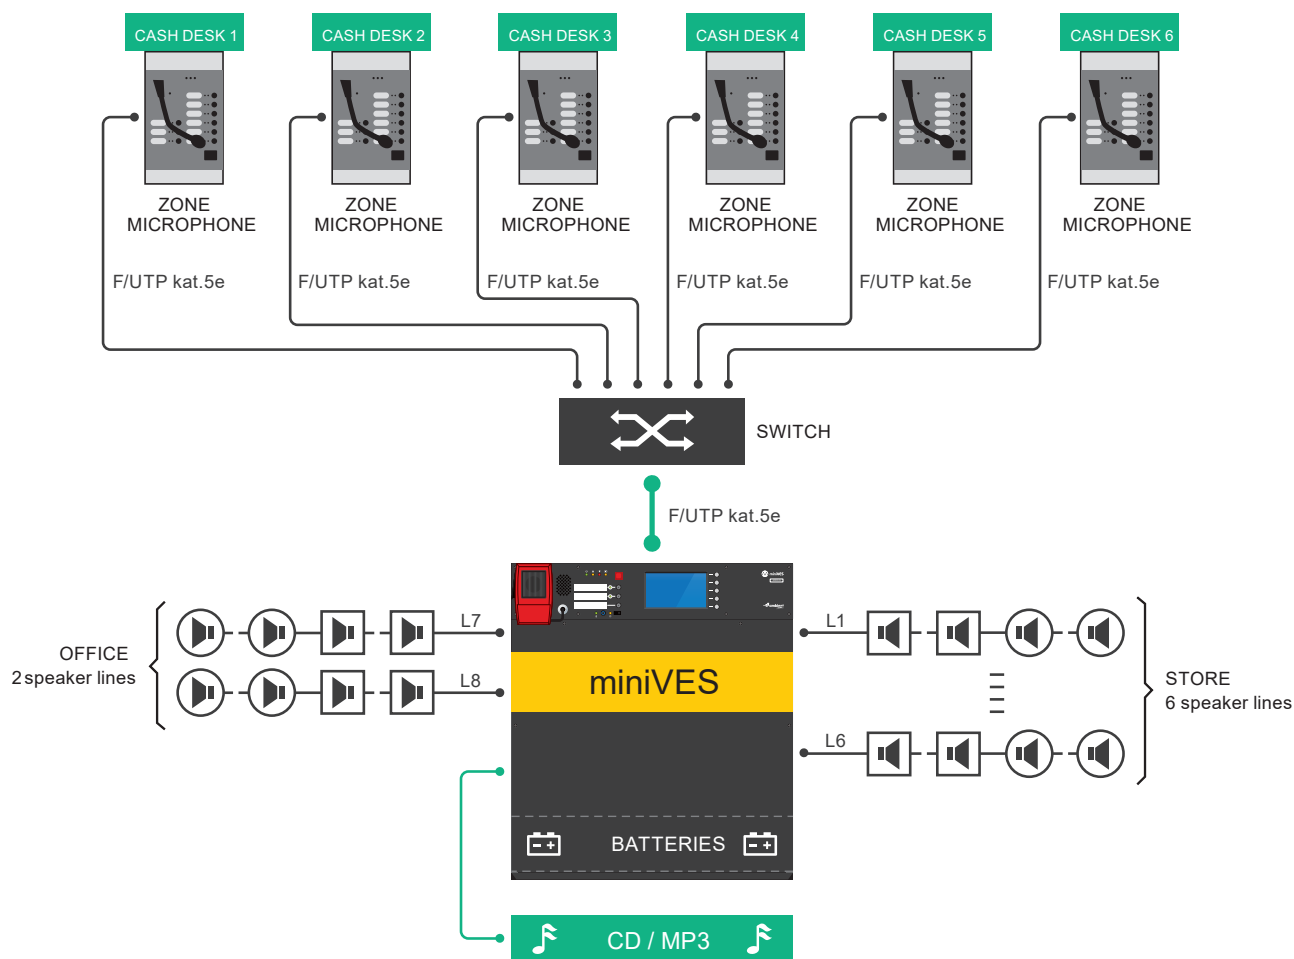 CASH DESK 1
CASH DESK 2
CASH DESK 3
CASH DESK 4
CASH DESK 5
CASH DESK 6
ZONE
MICROPHONE
ZONE
MICROPHONE
ZONE
MICROPHONE
ZONE
MICROPHONE
ZONE
MICROPHONE
ZONE
MICROPHONE
F/UTP kat.5e
F/UTP kat.5e
F/UTP kat.5e
F/UTP kat.5e
F/UTP kat.5e
F/UTP kat.5e
SWITCH
F/UTP kat.5e
miniVES
OFFICE
2 speaker lines
L7
L8
miniVES
L1
L6
STORE
6 speaker lines
BATTERIES
CD / MP3